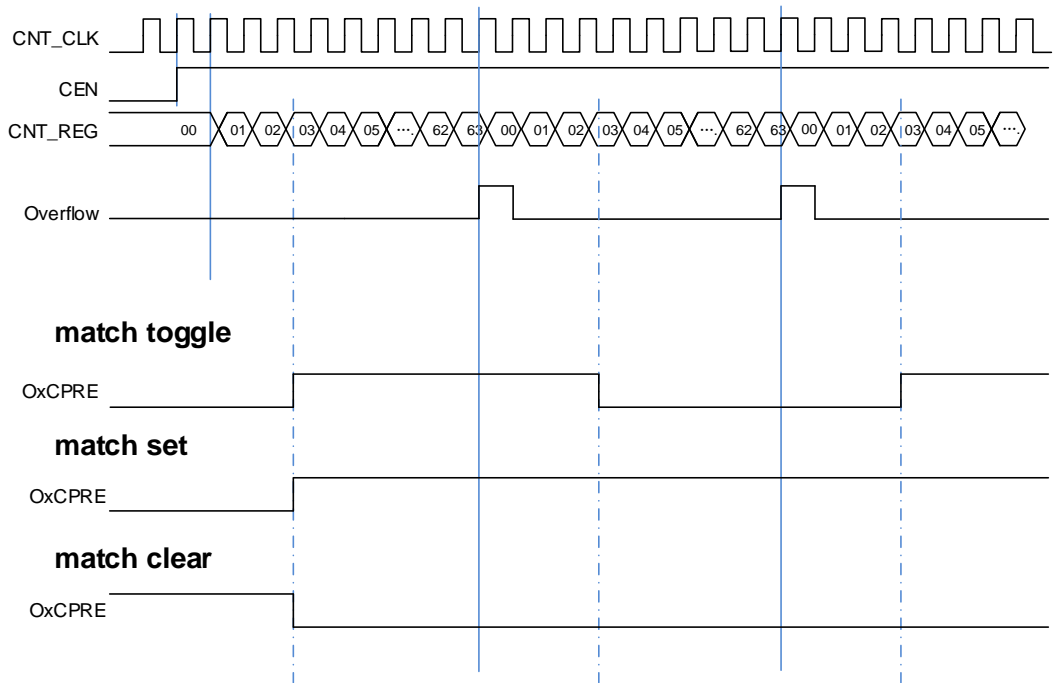 CNT_CLK
CEN
CNT_REG 00 01 02 03 04 05 ···. 62 63 00 01 02 03 04 05 ···. 62 63 00 01 02 03 04 05 ···.
Overflow
match toggle
OxCPRE
match set
OxCPRE
match clear
OxCPRE